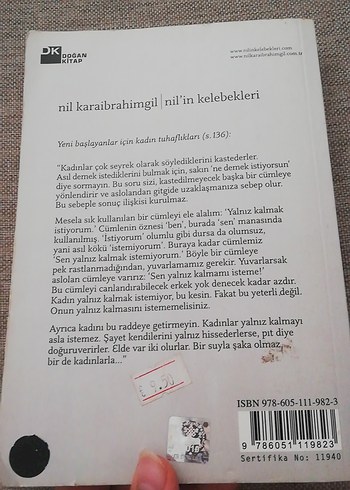 DK
DOĞAN
KİTAP
www.nilinkelebekleri.com
www.nilkaraibrahimgil.com.tr
nil karaibrahimgil | nil'in kelebekleri
Yeni başlayanlar için kadın tuhaflıkları (s.136):
"Kadınlar çok seyrek olarak söylediklerini kastederler.
Asıl demek istediklerini bulmak için, sakın 'ne demek istiyorsun'
diye sormayın. Bu soru sizi, kastedilmeyecek başka bir cümleye
yönlendirir ve aslolandan gitgide uzaklaşmanıza sebep olur.
Bu sebeple sonuç ilişkisi kurulmaz.
Mesela sık kullanılan bir cümleyi ele alalım: 'Yalnız kalmak
istiyorum.' Cümlenin öznesi 'ben', burada 'sen' manasında
kullanılmış. 'İstiyorum' olumlu gibi dursa da olumsuz,
yani asıl kökü 'istemiyorum'. Buraya kadar cümlemiz
'Sen yalnız kalmak istemiyorum.' Böyle bir cümleye
pek rastlanmadığından, yuvarlamamız gerekir. Yuvarlarsak
aslolan cümleye varırız: 'Sen yalnız kalmamı isteme!'
Bu cümleyi canlandırabilecek erkek yok denecek kadar azdır.
Kadın yalnız kalmak istemiyor, bu kesin. Fakat bu yeterli değil.
Onun yalnız kalmasını istememelisiniz.
Ayrıca kadını bu raddeye getirmeyin. Kadınlar yalnız kalmayı
asla istemez. Şayet kendilerini yalnız hissederlerse, pıt diye
doğuruverirler. Elde var iki olurlar. Bir suyla şaka olmaz,
bir de kadınlarla..."
9.50
ISBN 978-605-111-982-3
9 786051 119823
Sertifika No: 11940